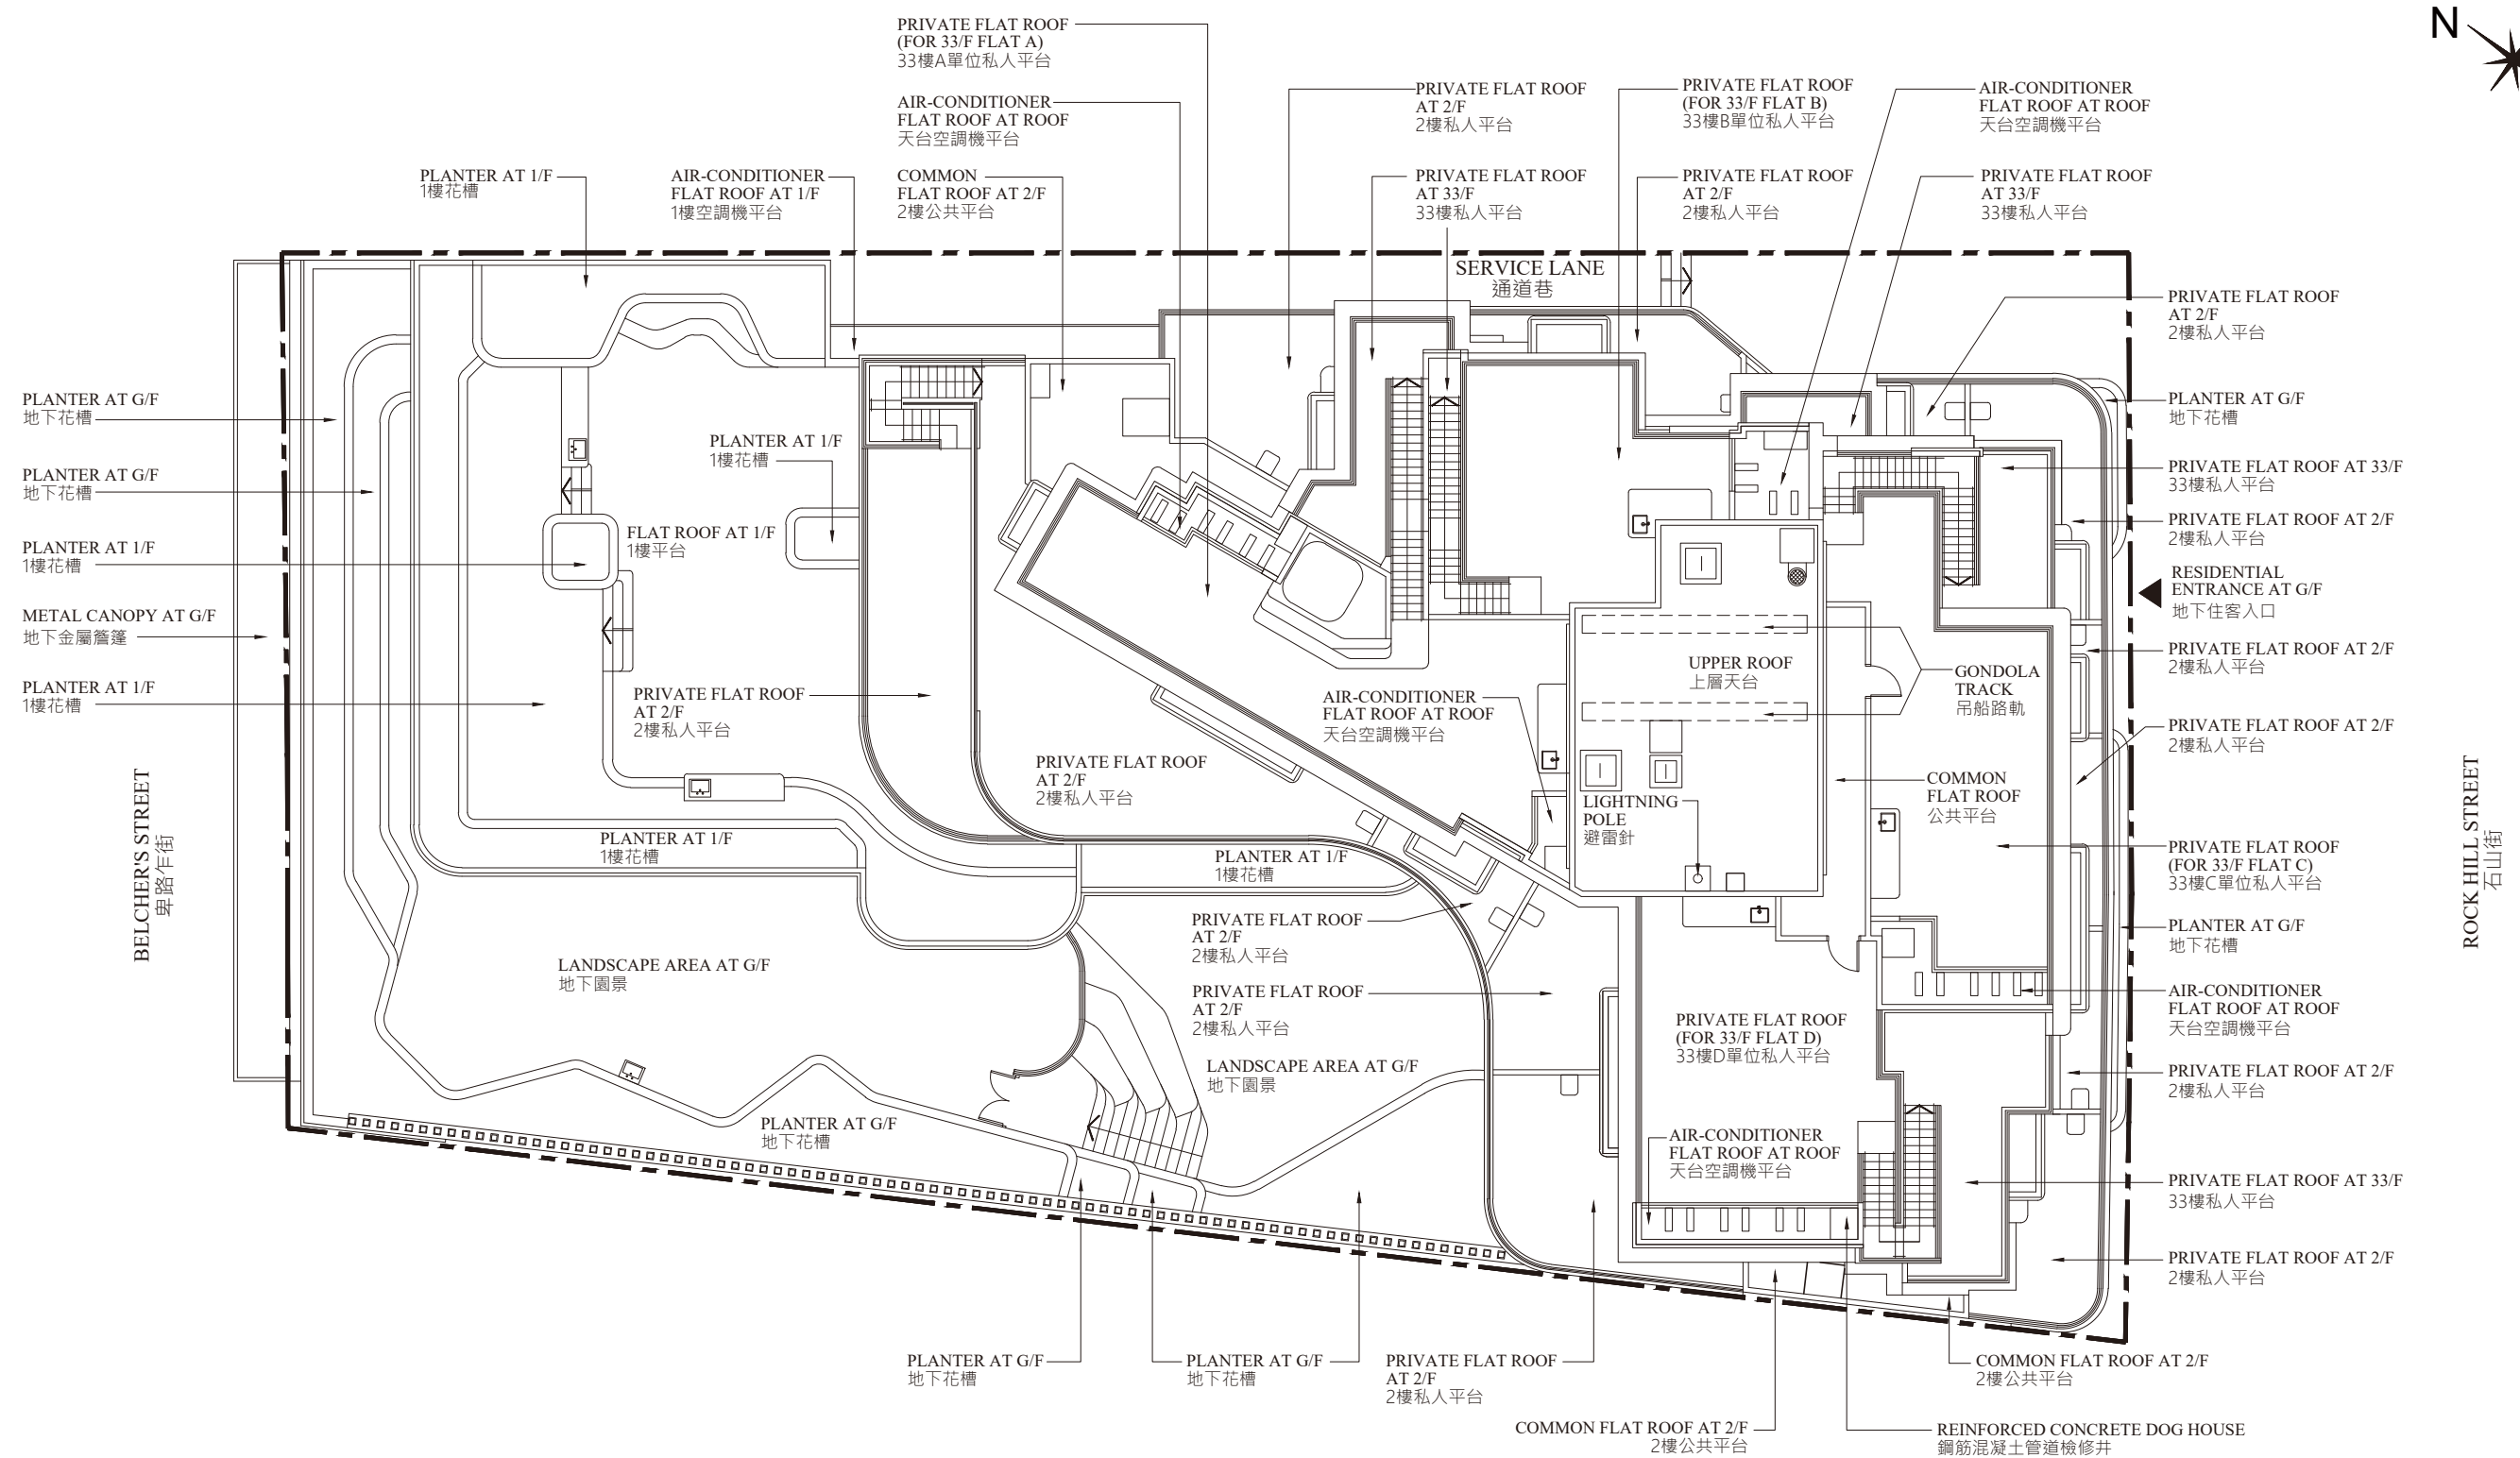 N
PRIVATE FLAT ROOF
(FOR 33/F FLAT A)
33樓A單位私人平台
AIR-CONDITIONER
FLAT ROOF AT ROOF
天台空調機平台
PRIVATE FLAT ROOF
AT 2/F
2樓私人平台
PRIVATE FLAT ROOF
(FOR 33/F FLAT B)
33樓B單位私人平台
AIR-CONDITIONER
FLAT ROOF AT ROOF
天台空調機平台
PLANTER AT 1/F
1樓花槽
AIR-CONDITIONER
FLAT ROOF AT 1/F
1樓空調機平台
COMMON
FLAT ROOF AT 2/F
2樓公共平台
PRIVATE FLAT ROOF
AT 33/F
33樓私人平台
PRIVATE FLAT ROOF
AT 2/F
2樓私人平台
PRIVATE FLAT ROOF
AT 33/F
33樓私人平台
SERVICE LANE
通道巷
PRIVATE FLAT ROOF
AT 2/F
2樓私人平台
PLANTER AT G/F
地下花槽
PLANTER AT G/F
地下花槽
PLANTER AT G/F
地下花槽
PLANTER AT 1/F
1樓花槽
METAL CANOPY AT G/F
地下金屬簷篷
PLANTER AT 1/F
1樓花槽
PLANTER AT 1/F
1樓花槽
FLAT ROOF AT 1/F
1樓平台
PRIVATE FLAT ROOF
AT 2/F
2樓私人平台
PRIVATE FLAT ROOF
AT 2/F
2樓私人平台
AIR-CONDITIONER
FLAT ROOF AT ROOF
天台空調機平台
UPPER ROOF
上層天台
GONDOLA
TRACK
吊船路軌
LIGHTNING
POLE
避雷針
COMMON
FLAT ROOF
公共平台
PRIVATE FLAT ROOF AT 33/F
33樓私人平台
PRIVATE FLAT ROOF AT 2/F
2樓私人平台
RESIDENTIAL
ENTRANCE AT G/F
地下住客入口
PRIVATE FLAT ROOF AT 2/F
2樓私人平台
PRIVATE FLAT ROOF AT 2/F
2樓私人平台
PRIVATE FLAT ROOF
(FOR 33/F FLAT C)
33樓C單位私人平台
PLANTER AT G/F
地下花槽
AIR-CONDITIONER
FLAT ROOF AT ROOF
天台空調機平台
PRIVATE FLAT ROOF AT 2/F
2樓私人平台
PRIVATE FLAT ROOF AT 33/F
33樓私人平台
PRIVATE FLAT ROOF AT 2/F
2樓私人平台
BELCHER'S STREET
卑路乍街
ROCK HILL STREET
石山街
PLANTER AT 1/F
1樓花槽
PLANTER AT 1/F
1樓花槽
PRIVATE FLAT ROOF
AT 2/F
2樓私人平台
LANDSCAPE AREA AT G/F
地下園景
PRIVATE FLAT ROOF
AT 2/F
2樓私人平台
PRIVATE FLAT ROOF
(FOR 33/F FLAT D)
33樓D單位私人平台
LANDSCAPE AREA AT G/F
地下園景
PLANTER AT G/F
地下花槽
AIR-CONDITIONER
FLAT ROOF AT ROOF
天台空調機平台
PLANTER AT G/F
地下花槽
PLANTER AT G/F
地下花槽
PRIVATE FLAT ROOF
AT 2/F
2樓私人平台
COMMON FLAT ROOF AT 2/F
2樓公共平台
COMMON FLAT ROOF AT 2/F
2樓公共平台
REINFORCED CONCRETE DOG HOUSE
鋼筋混凝土管道檢修井